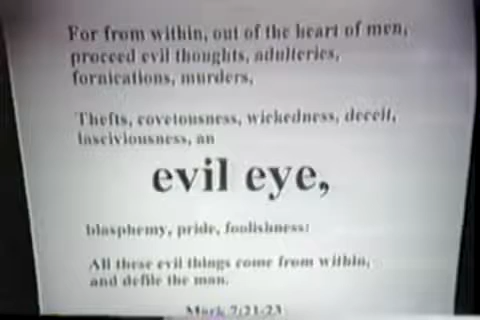 For from within, out of the heart of men,
proceed evil thoughts, adulteries,
fornications, murders,
Thefts, covetousness, wickedness, deceit,
lasciviousness, an
evil eye,
blasphemy, pride, foolishness:
All these evil things come from within,
and defile the man.
Mark 7:21-23